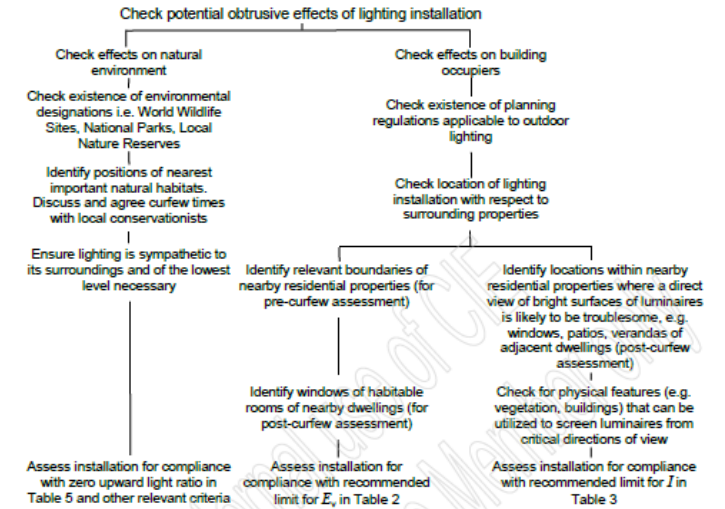 Check potential obtrusive effects of lighting installation
Check effects on natural
environment
Check existence of environmental
designations i.e. World Wildlife
Sites, National Parks, Local
Nature Reserves
Identify positions of nearest
important natural habitats.
Discuss and agree curfew times
with local conservationists
Ensure lighting is sympathetic to
its surroundings and of the lowest
level necessary
Assess installation for compliance
with zero upward light ratio in
Table 5 and other relevant criteria
Check effects on building
occupiers
Check existence of planning
regulations applicable to outdoor
lighting
Check location of lighting
installation with respect to
surrounding properties
Identify relevant boundaries of
nearby residential properties (for
pre-curfew assessment)
Identify windows of habitable
rooms of nearby dwellings (for
post-curfew assessment)
Assess installation for
compliance with recommended
limit for Ev in Table 2
Identify locations within nearby
residential properties where a direct
view of bright surfaces of luminaires
is likely to be troublesome, e.g.
windows, patios, verandas of
adjacent dwellings (post-curfew
assessment)
Check for physical features (e.g.
vegetation, buildings) that can be
utilized to screen luminaires from
critical directions of view
Assess installation for compliance
with recommended limit for I in
Table 3